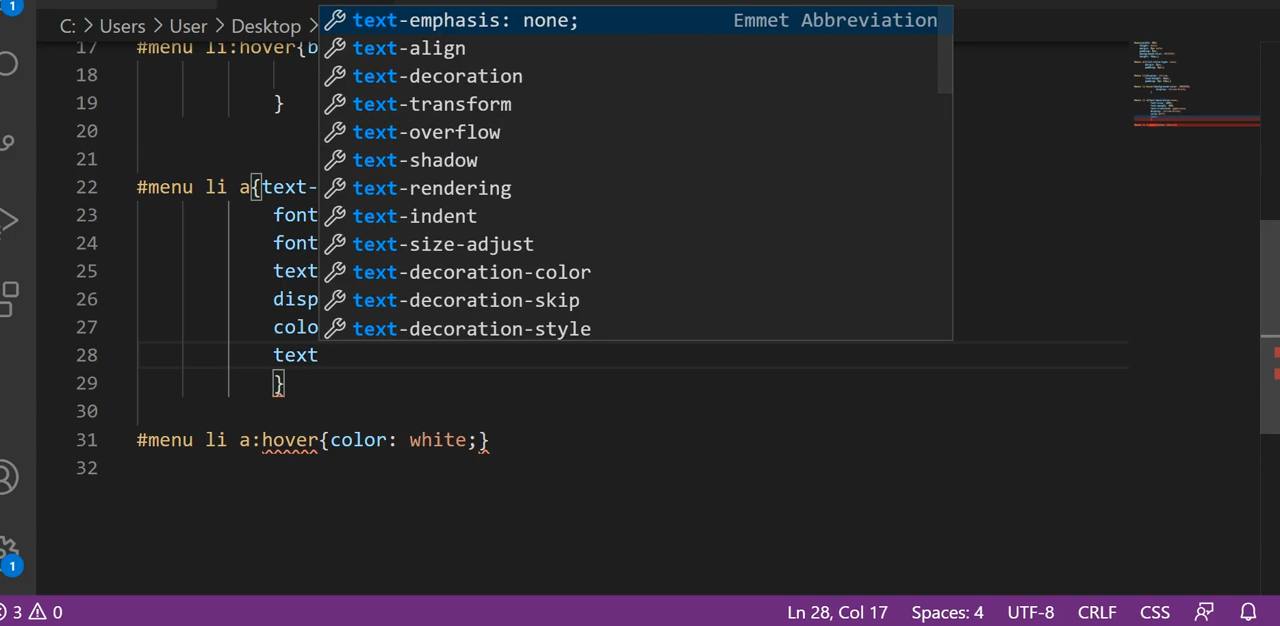 1
C: > Users > User > Desktop >
text-emphasis: none; Emmet Abbreviation
text-align
text-decoration
text-transform
text-overflow
text-shadow
text-rendering
text-indent
text-size-adjust
text-decoration-color
text-decoration-skip
text-decoration-style
17 #menu li:hover{b
18
19 }
20
21
22 #menu li a{text-
23 font
24 font
25 text
26 disp
27 colo
28 text
29 }
30
31 #menu li a:hover{color: white;}
32
1
3 0 Ln 28, Col 17 Spaces: 4 UTF-8 CRLF CSS